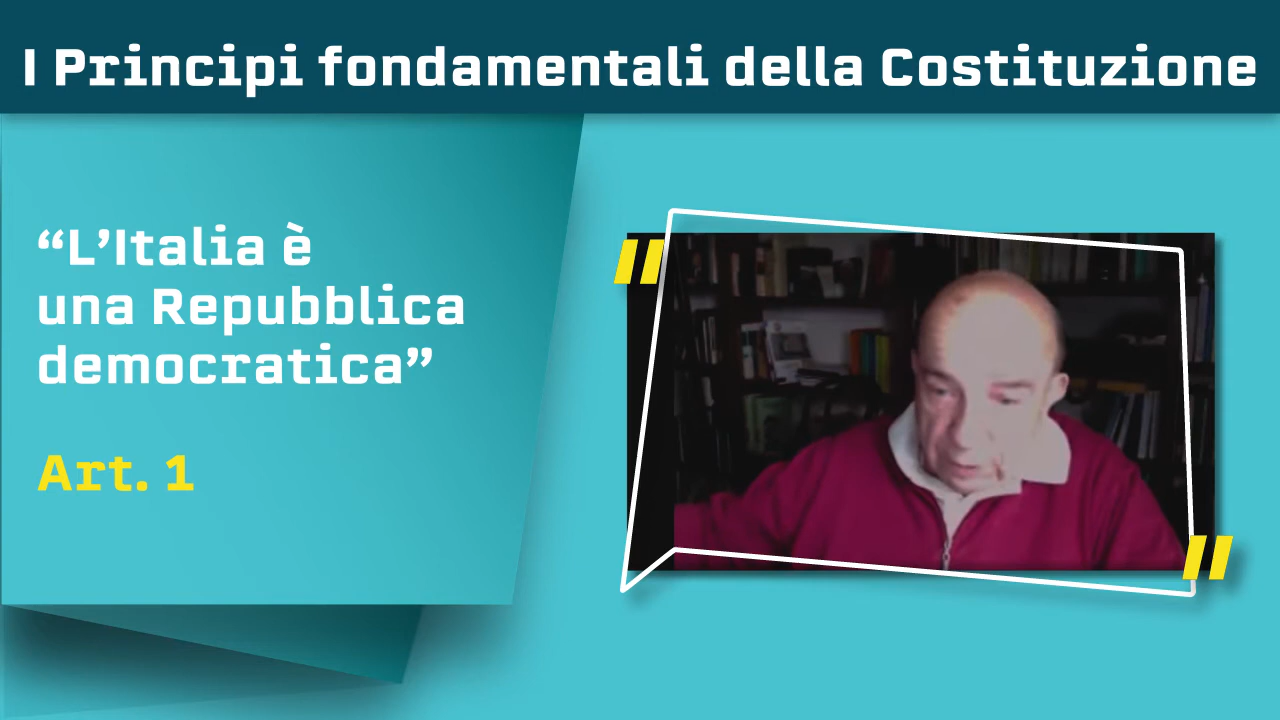 I Principi fondamentali della Costituzione
“L’Italia è
una Repubblica
democratica”
Art. 1